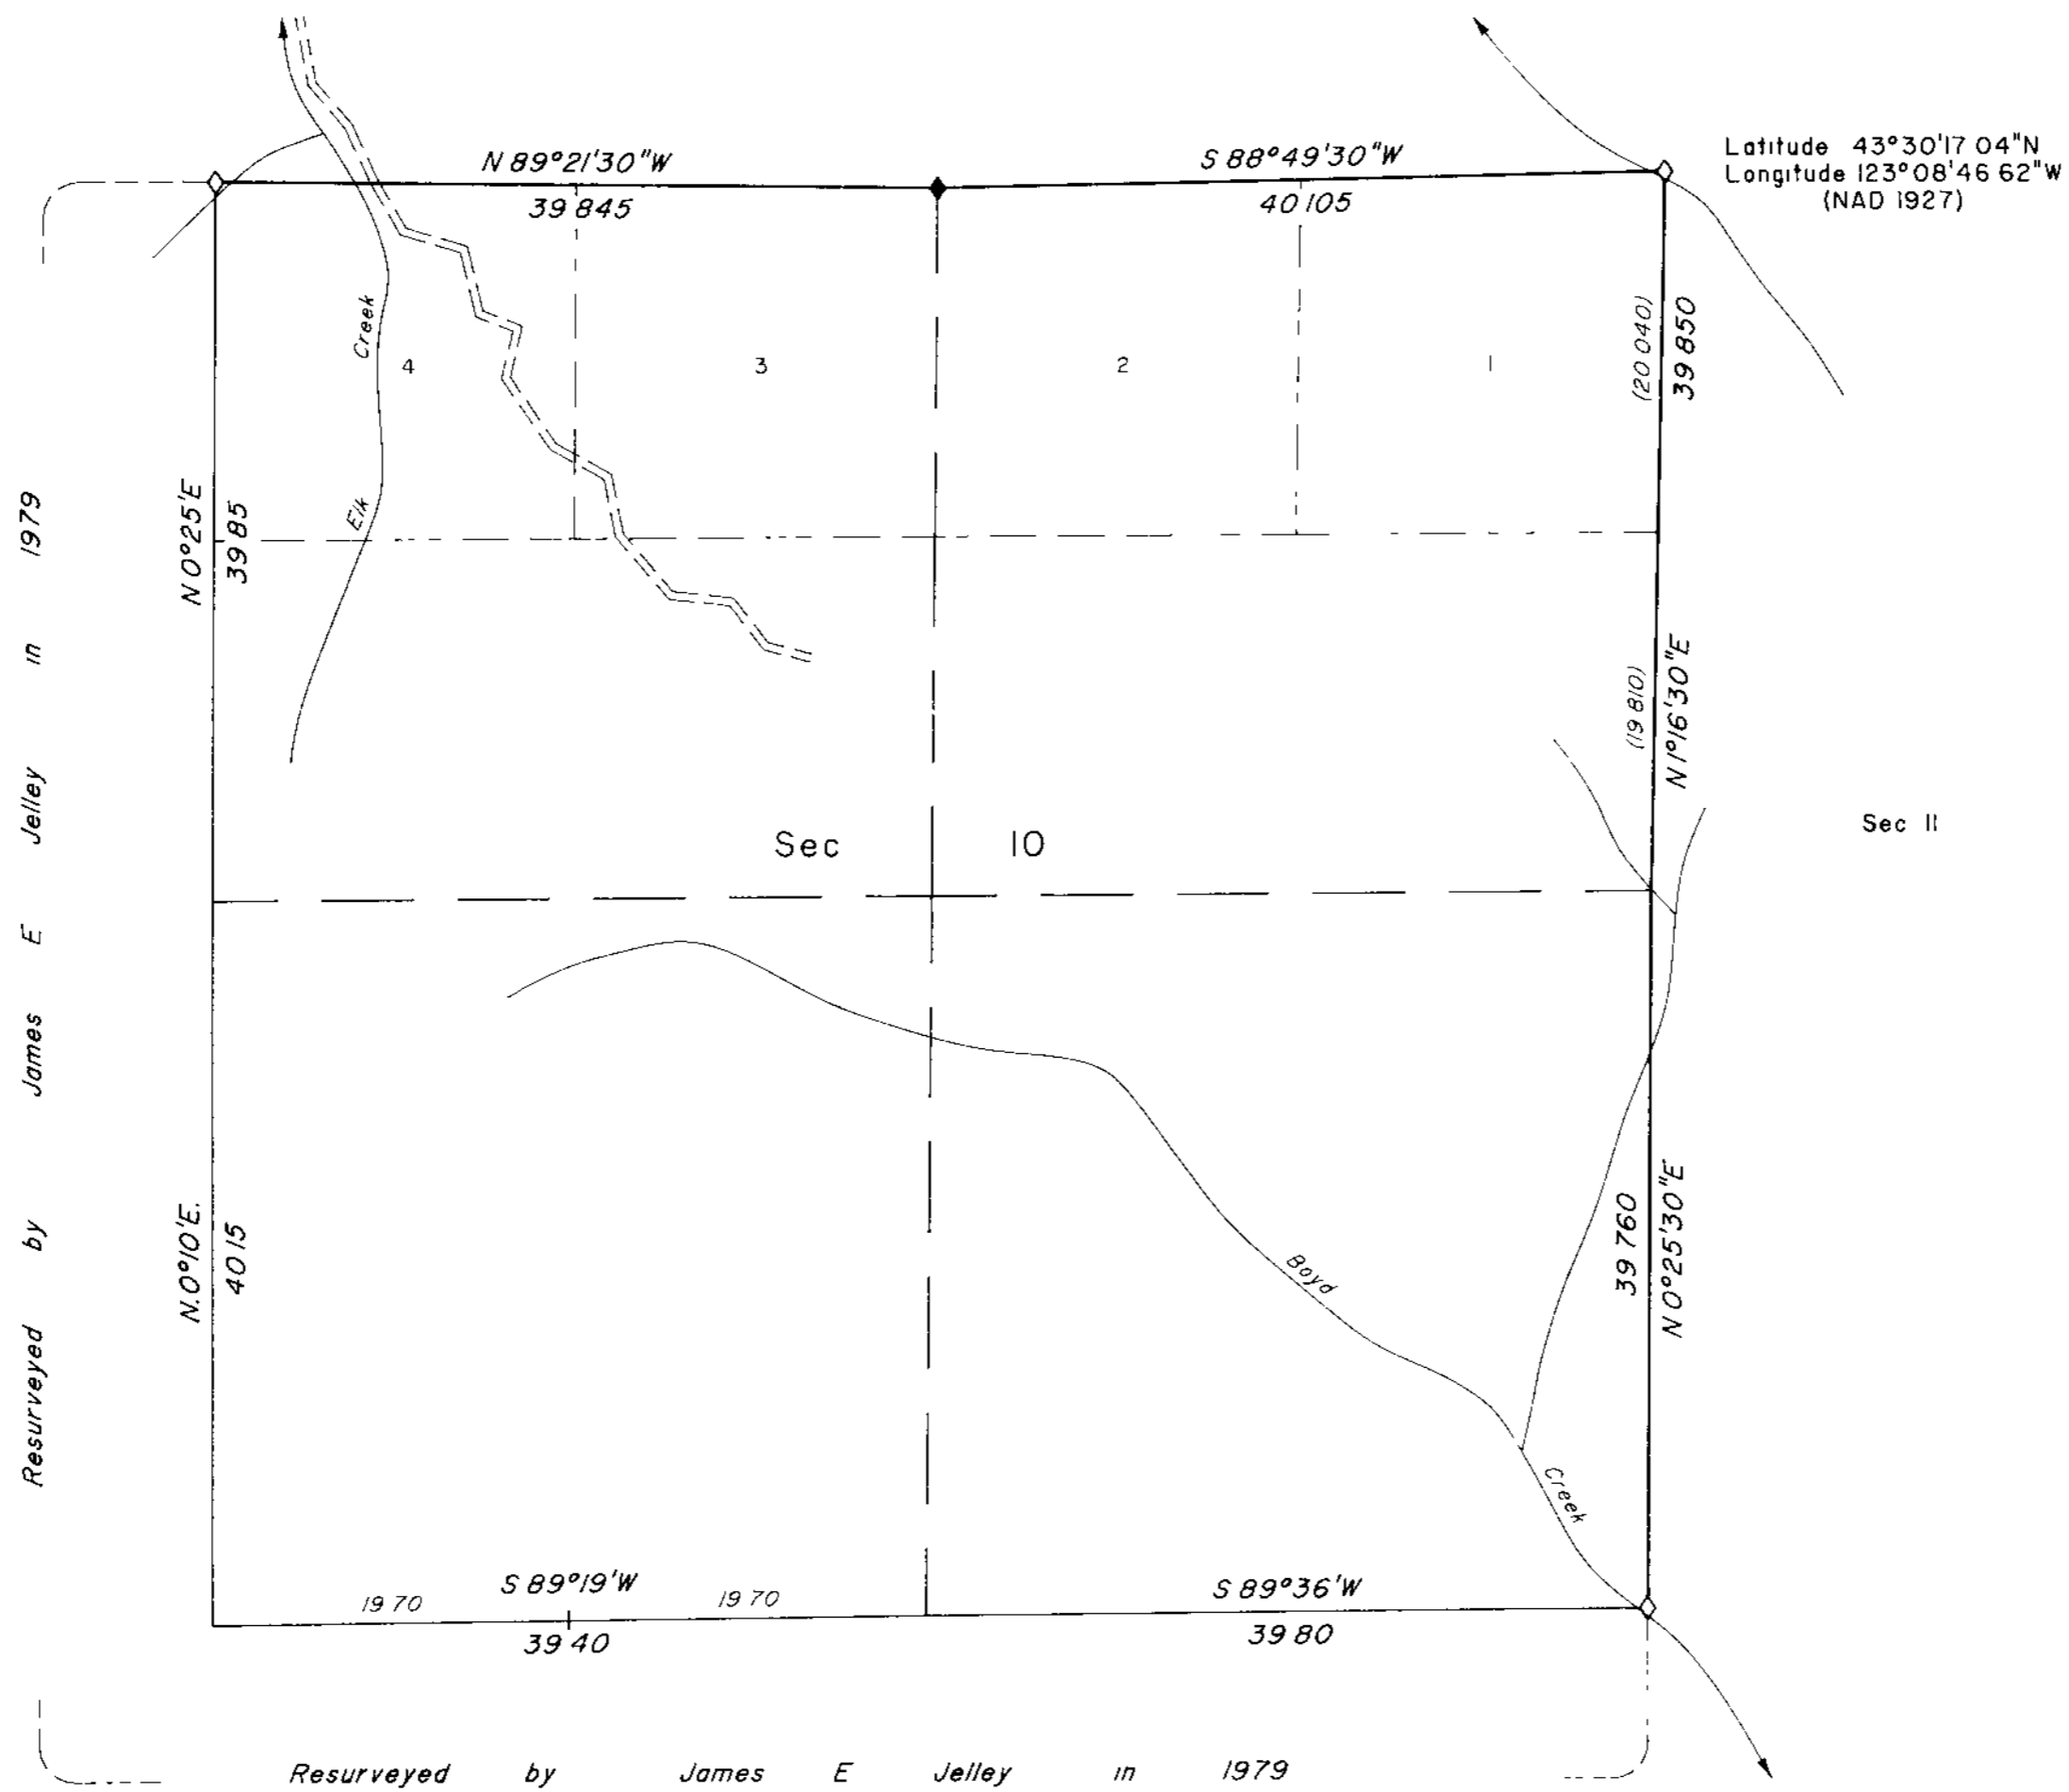 Latitude 43°30'17 04"N
Longitude 123°08'46 62"W
(NAD 1927)
N 89°21'30"W
39 845
S 88°49'30"W
40 105
(20 040)
39 850
Creek
Elk
4
3
2
1
N 0°25'E
39 85
(19 810)
N 1°16'30"E
Sec 10
Sec 11
Resurveyed by James E Jelley in 1979
N. 0°10'E.
40 15
Boyd
Creek
39 760
N 0°25'30"E
S 89°19'W
19 70
19 70
39 40
S 89°36'W
39 80
Resurveyed by James E Jelley in 1979